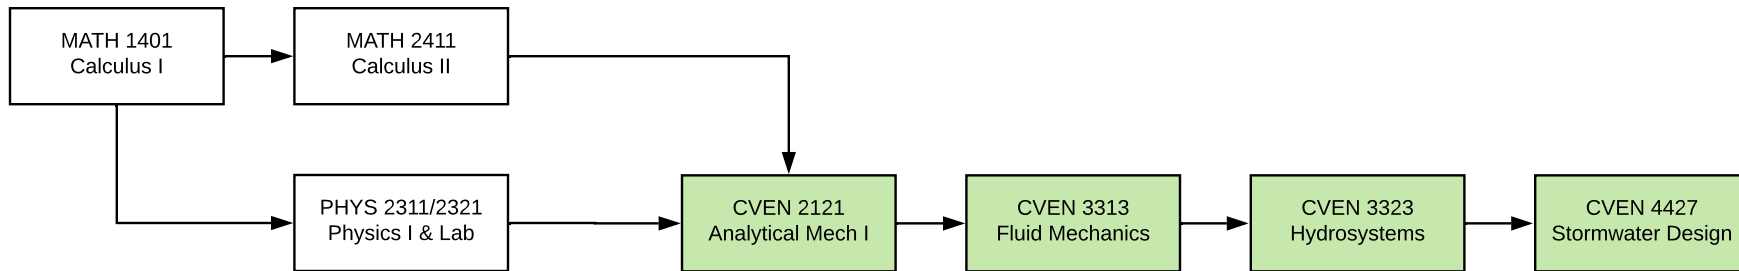 MATH 1401
Calculus I
MATH 2411
Calculus II
PHYS 2311/2321
Physics I & Lab
CVEN 2121
Analytical Mech I
CVEN 3313
Fluid Mechanics
CVEN 3323
Hydrosystems
CVEN 4427
Stormwater Design